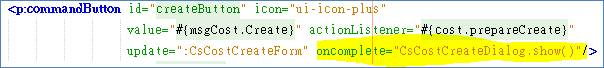 <p:commandButton id="createButton" icon="ui-icon-plus"
value="#{msgCost.Create}" actionListener="#{cost.prepareCreate}"
update=":CsCostCreateForm" oncomplete="CsCostCreateDialog.show()"/>